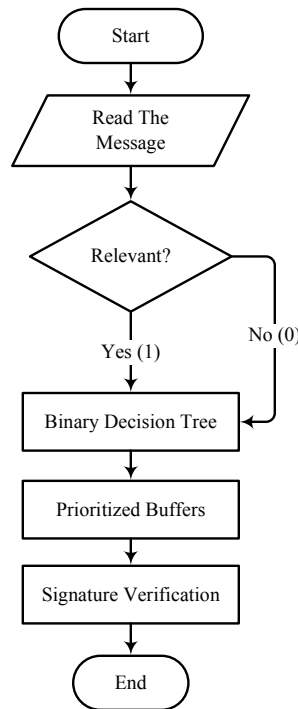 Start
Read The
Message
Relevant?
No (0)
Yes (1)
Binary Decision Tree
Prioritized Buffers
Signature Verification
End